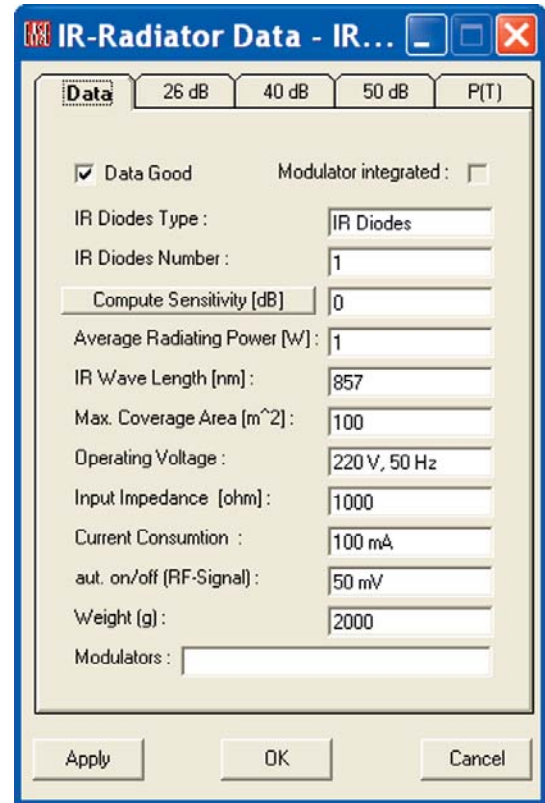 IR-Radiator Data - IR...
Data 26 dB 40 dB 50 dB P(T)
Data Good Modulator integrated :
IR Diodes Type : IR Diodes
IR Diodes Number : 1
Compute Sensitivity [dB] 0
Average Radiating Power [W] : 1
IR Wave Length [nm] : 857
Max. Coverage Area [m^2] : 100
Operating Voltage : 220 V, 50 Hz
Input Impedance [ohm] : 1000
Current Consumtion : 100 mA
aut. on/off (RF-Signal) : 50 mV
Weight (g) : 2000
Modulators :
Apply OK Cancel